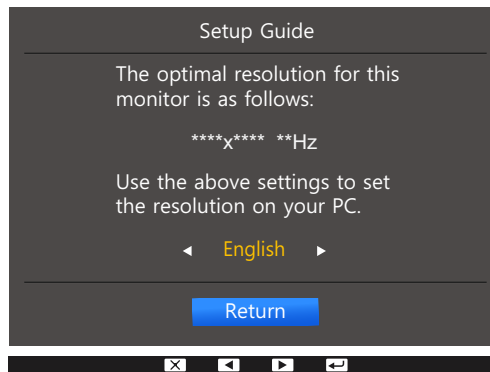 Setup Guide
The optimal resolution for this
monitor is as follows:
****x**** **Hz
Use the above settings to set
the resolution on your PC.
English
Return